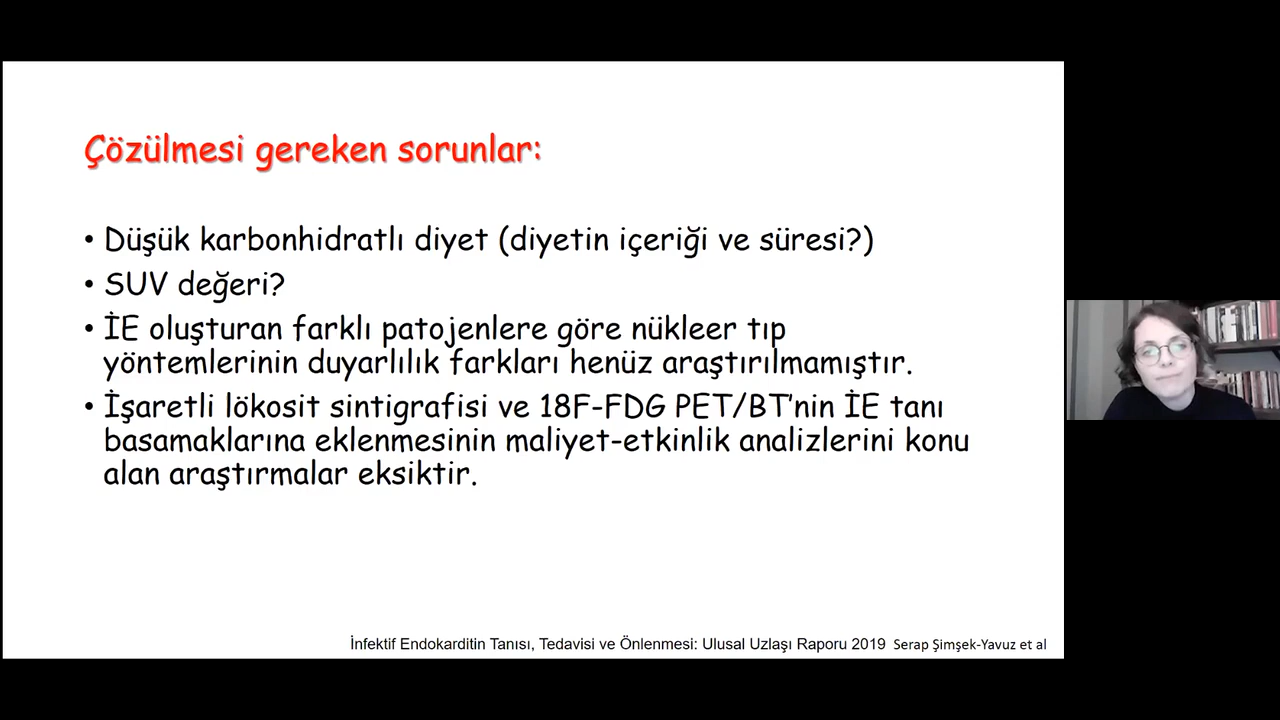 Çözülmesi gereken sorunlar:
• Düşük karbonhidratlı diyet (diyetin içeriği ve süresi?)
• SUV değeri?
• İE oluşturan farklı patojenlere göre nükleer tıp
yöntemlerinin duyarlılık farkları henüz araştırılmamıştır.
• İşaretli lökosit sintigrafisi ve 18F-FDG PET/BT’nin İE tanı
basamaklarına eklenmesinin maliyet-etkinlik analizlerini konu
alan araştırmalar eksiktir.
İnfektif Endokarditin Tanısı, Tedavisi ve Önlenmesi: Ulusal Uzlaşı Raporu 2019 Serap Şimşek-Yavuz et al